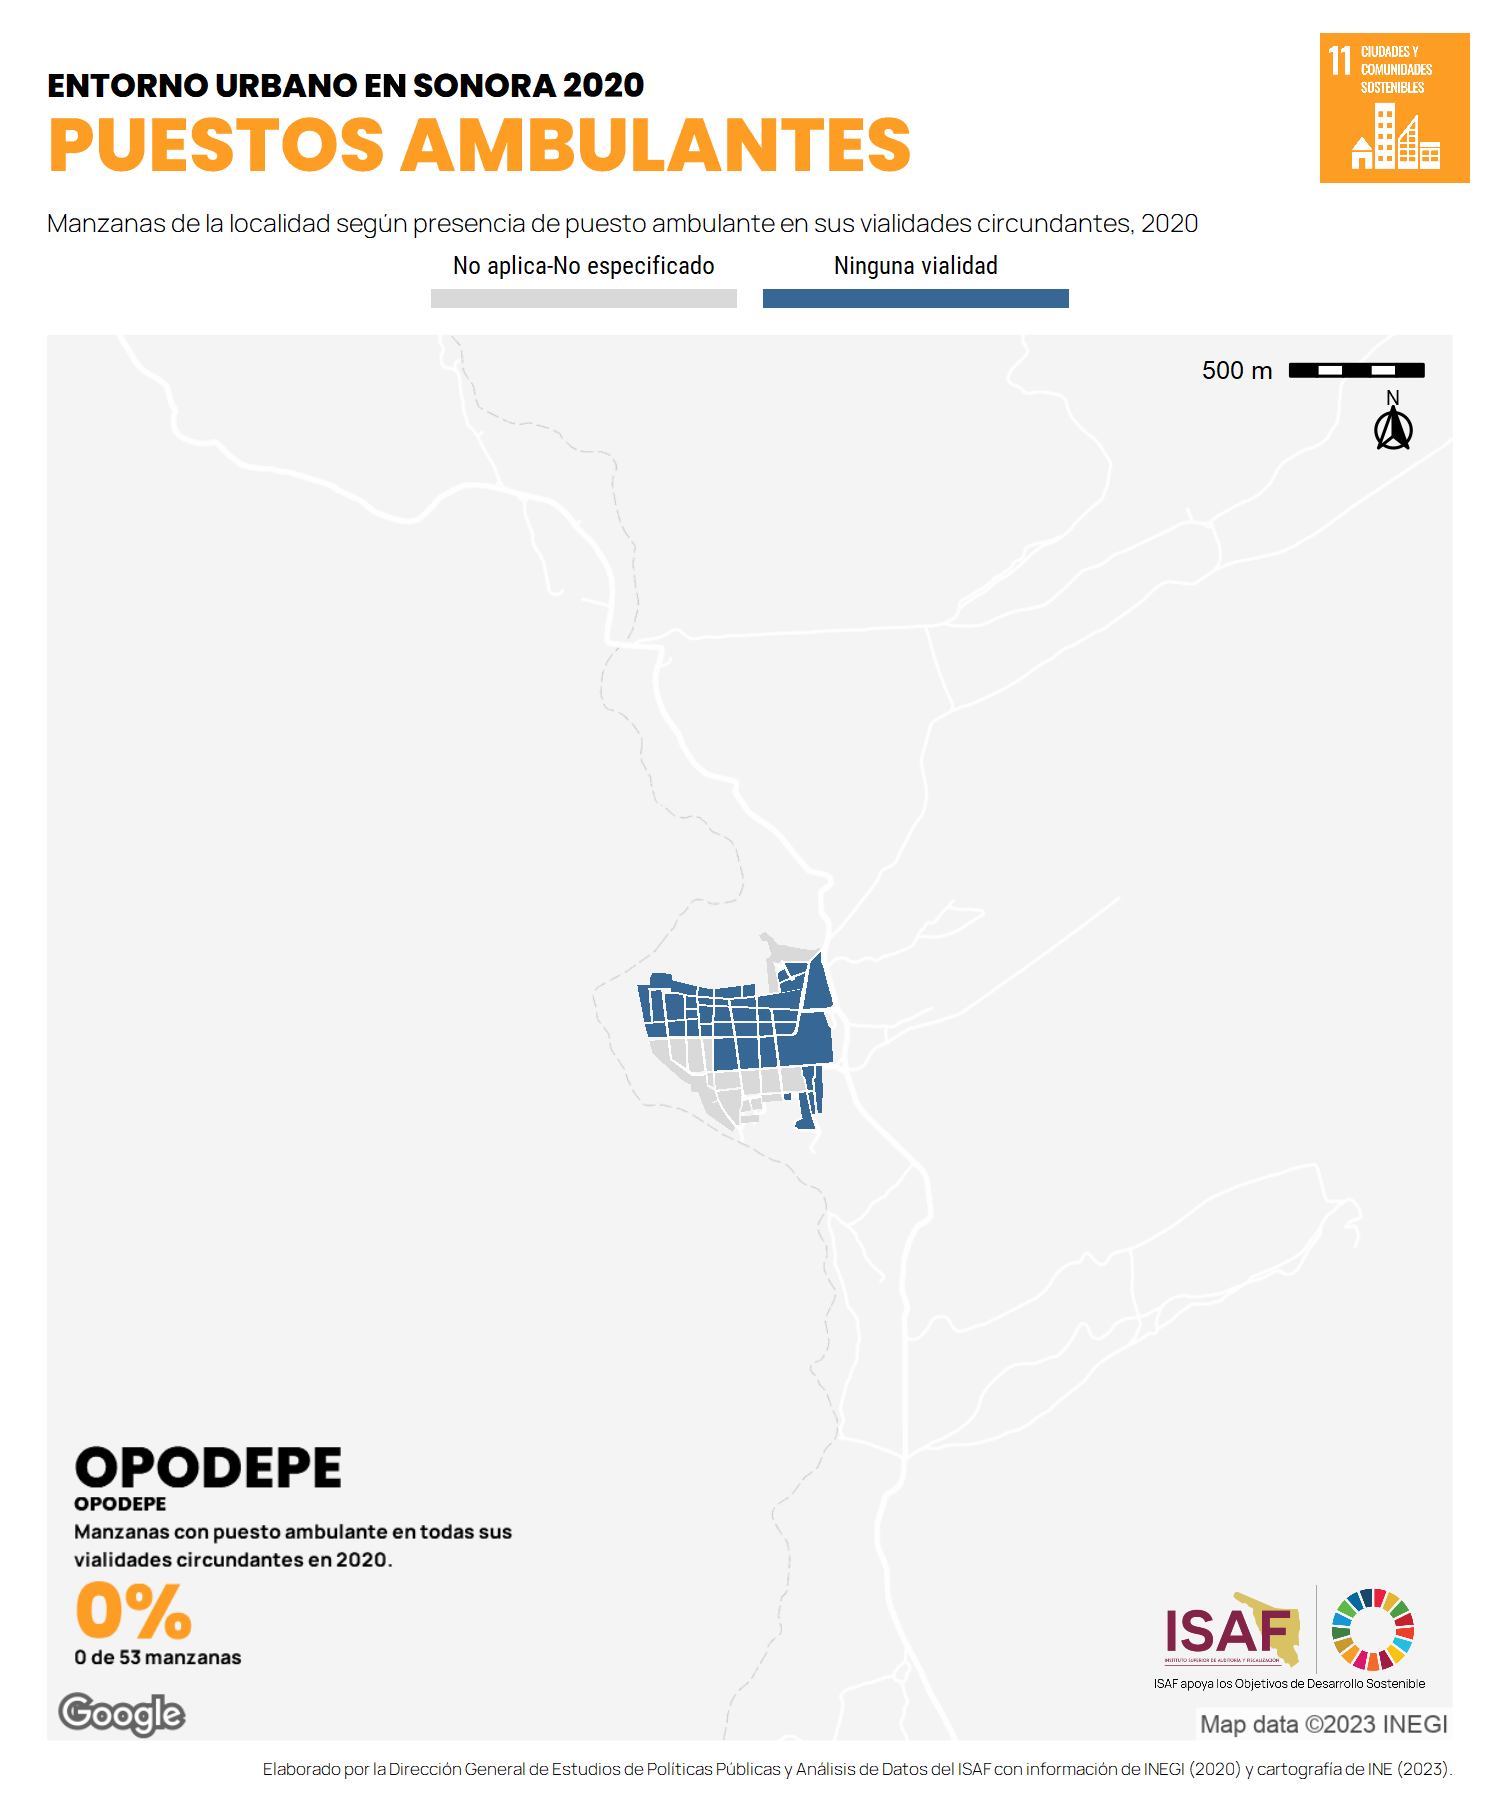 ENTORNO URBANO EN SONORA 2020
PUESTOS AMBULANTES
11 CIUDADES Y
COMUNIDADES
SOSTENIBLES
Manzanas de la localidad según presencia de puesto ambulante en sus vialidades circundantes, 2020
No aplica-No especificado
Ninguna vialidad
500 m
N
OPODEPE
OPODEPE
Manzanas con puesto ambulante en todas sus
vialidades circundantes en 2020.
0%
0 de 53 manzanas
Google
ISAF
INSTITUTO SUPERIOR DE AUDITORÍA Y FISCALIZACIÓN
ISAF apoya los Objetivos de Desarrollo Sostenible
Map data ©2023 INEGI
Elaborado por la Dirección General de Estudios de Políticas Públicas y Análisis de Datos del ISAF con información de INEGI (2020) y cartografía de INE (2023).